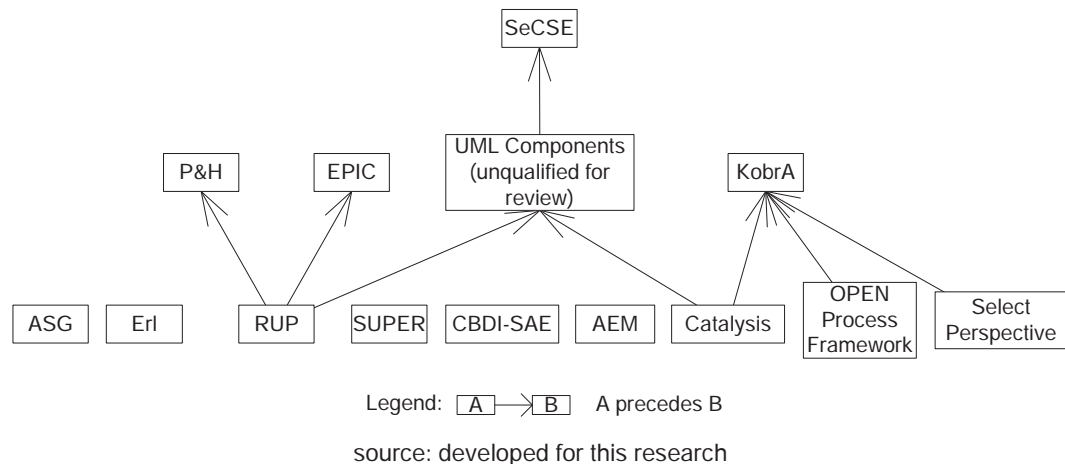 SeCSE
UML Components
(unqualified for
review)
P&H
EPIC
KobrA
ASG
Erl
RUP
SUPER
CBDI-SAE
AEM
Catalysis
OPEN
Process
Framework
Select
Perspective
Legend: A B A precedes B
source: developed for this research